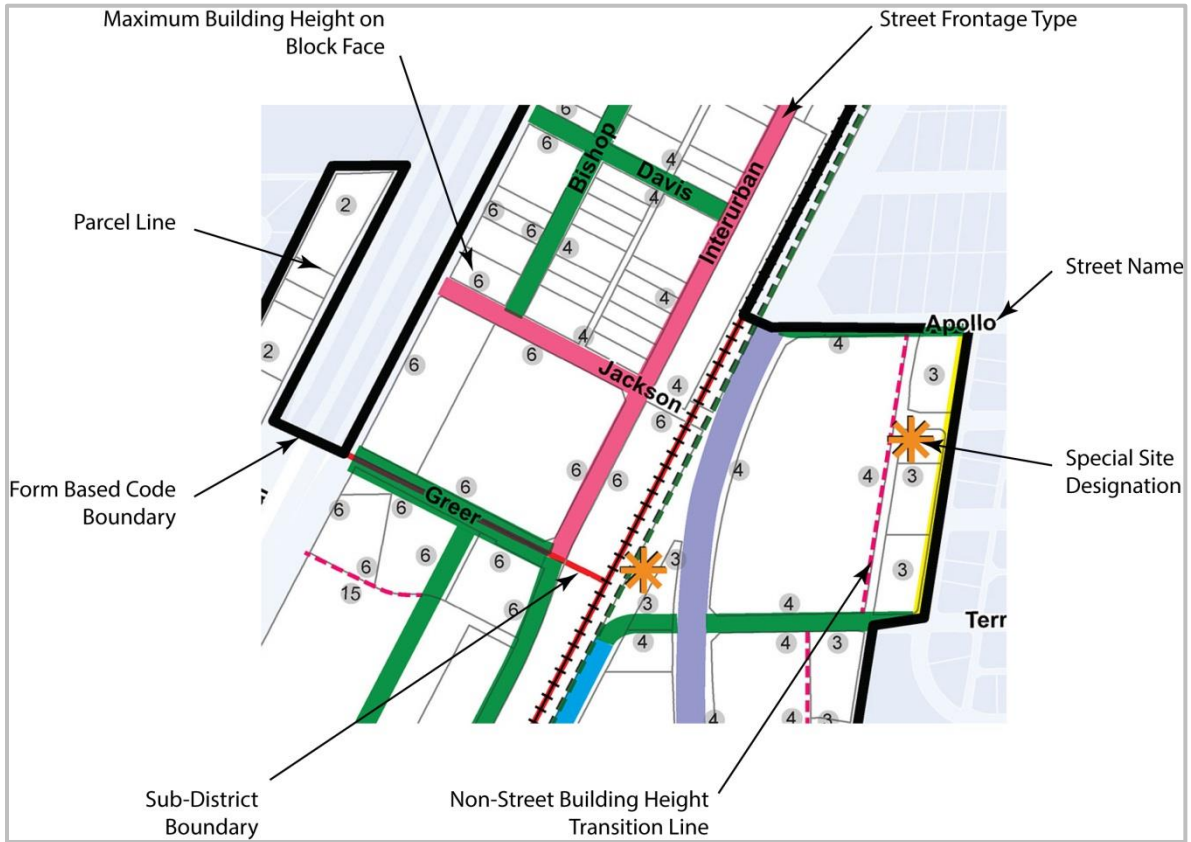 Maximum Building Height on
Block Face
Street Frontage Type
Parcel Line
Street Name
Form Based Code
Boundary
Special Site
Designation
Sub-District
Boundary
Non-Street Building Height
Transition Line
Bishop
Davis
Interurban
Jackson
Apollo
Greer
Terr
6
6
4
2
6
6
4
4
6
4
4
2
6
6
4
6
4
3
6
6
4
4
3
6
6
6
6
6
6
3
3
6
15
6
3
4
4
4
3
4
4
3